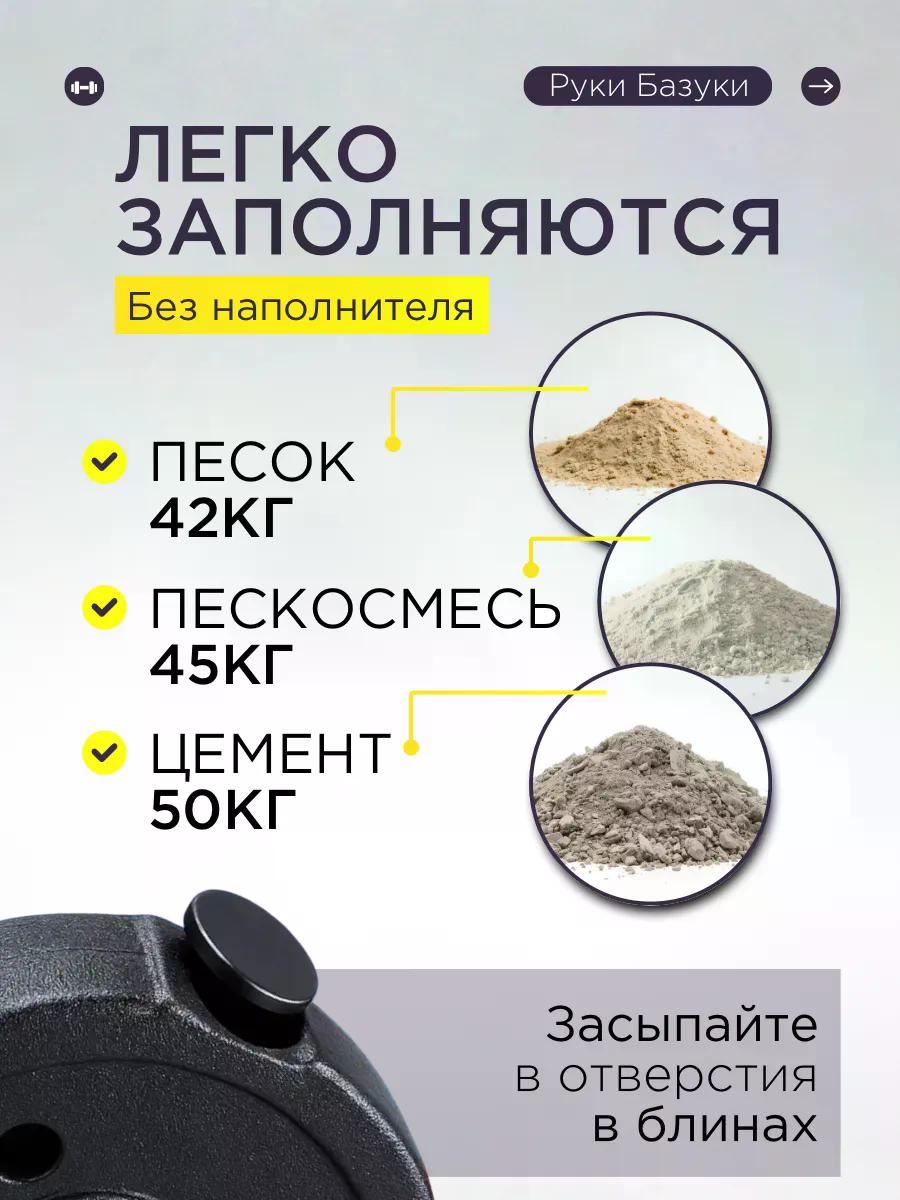 Руки Базуки
ЛЕГКО
ЗАПОЛНЯЮТСЯ
Без наполнителя
ПЕСОК
42КГ
ПЕСКОСМЕСЬ
45КГ
ЦЕМЕНТ
50КГ
Засыпайте
в отверстия
в блинах